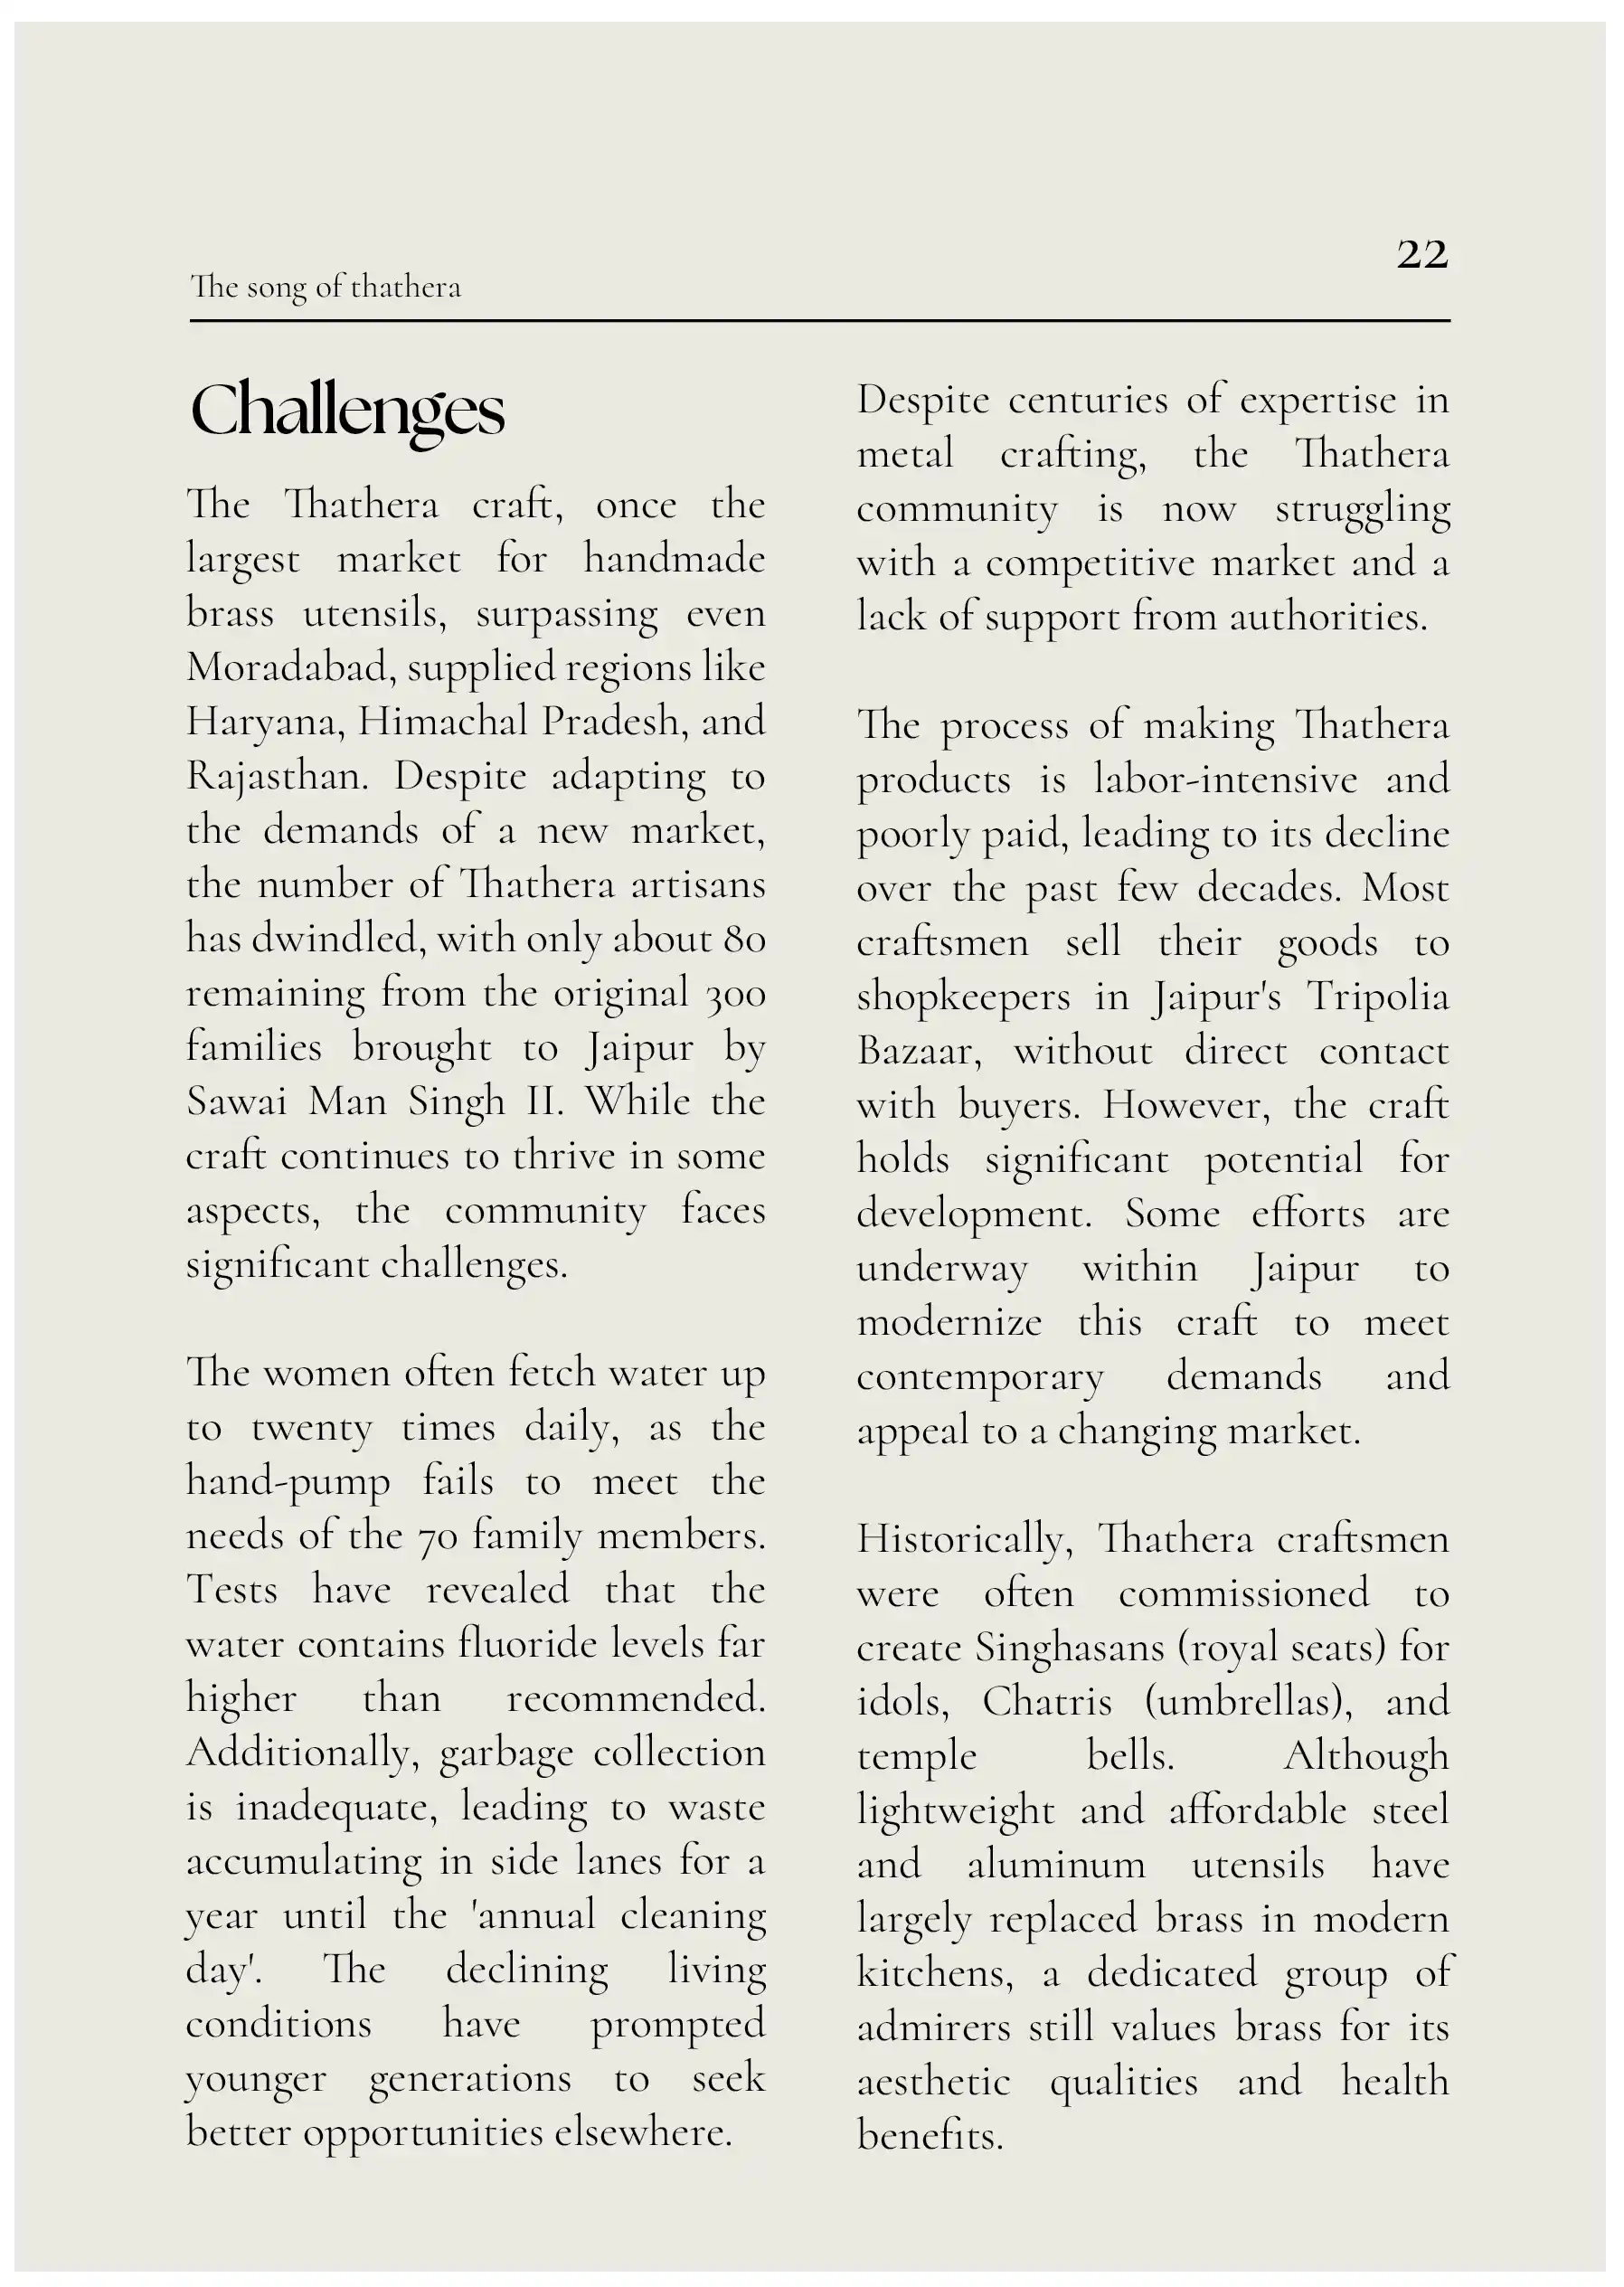 The song of thathera
22
Challenges
The Thathera craft, once the
largest market for handmade
brass utensils, surpassing even
Moradabad, supplied regions like
Haryana, Himachal Pradesh, and
Rajasthan. Despite adapting to
the demands of a new market,
the number of Thathera artisans
has dwindled, with only about 80
remaining from the original 300
families brought to Jaipur by
Sawai Man Singh II. While the
craft continues to thrive in some
aspects, the community faces
significant challenges.
The women often fetch water up
to twenty times daily, as the
hand-pump fails to meet the
needs of the 70 family members.
Tests have revealed that the
water contains fluoride levels far
higher than recommended.
Additionally, garbage collection
is inadequate, leading to waste
accumulating in side lanes for a
year until the 'annual cleaning
day'. The declining living
conditions have prompted
younger generations to seek
better opportunities elsewhere.
Despite centuries of expertise in
metal crafting, the Thathera
community is now struggling
with a competitive market and a
lack of support from authorities.
The process of making Thathera
products is labor-intensive and
poorly paid, leading to its decline
over the past few decades. Most
craftsmen sell their goods to
shopkeepers in Jaipur's Tripolia
Bazaar, without direct contact
with buyers. However, the craft
holds significant potential for
development. Some efforts are
underway within Jaipur to
modernize this craft to meet
contemporary demands and
appeal to a changing market.
Historically, Thathera craftsmen
were often commissioned to
create Singhasans (royal seats) for
idols, Chatris (umbrellas), and
temple bells. Although
lightweight and affordable steel
and aluminum utensils have
largely replaced brass in modern
kitchens, a dedicated group of
admirers still values brass for its
aesthetic qualities and health
benefits.